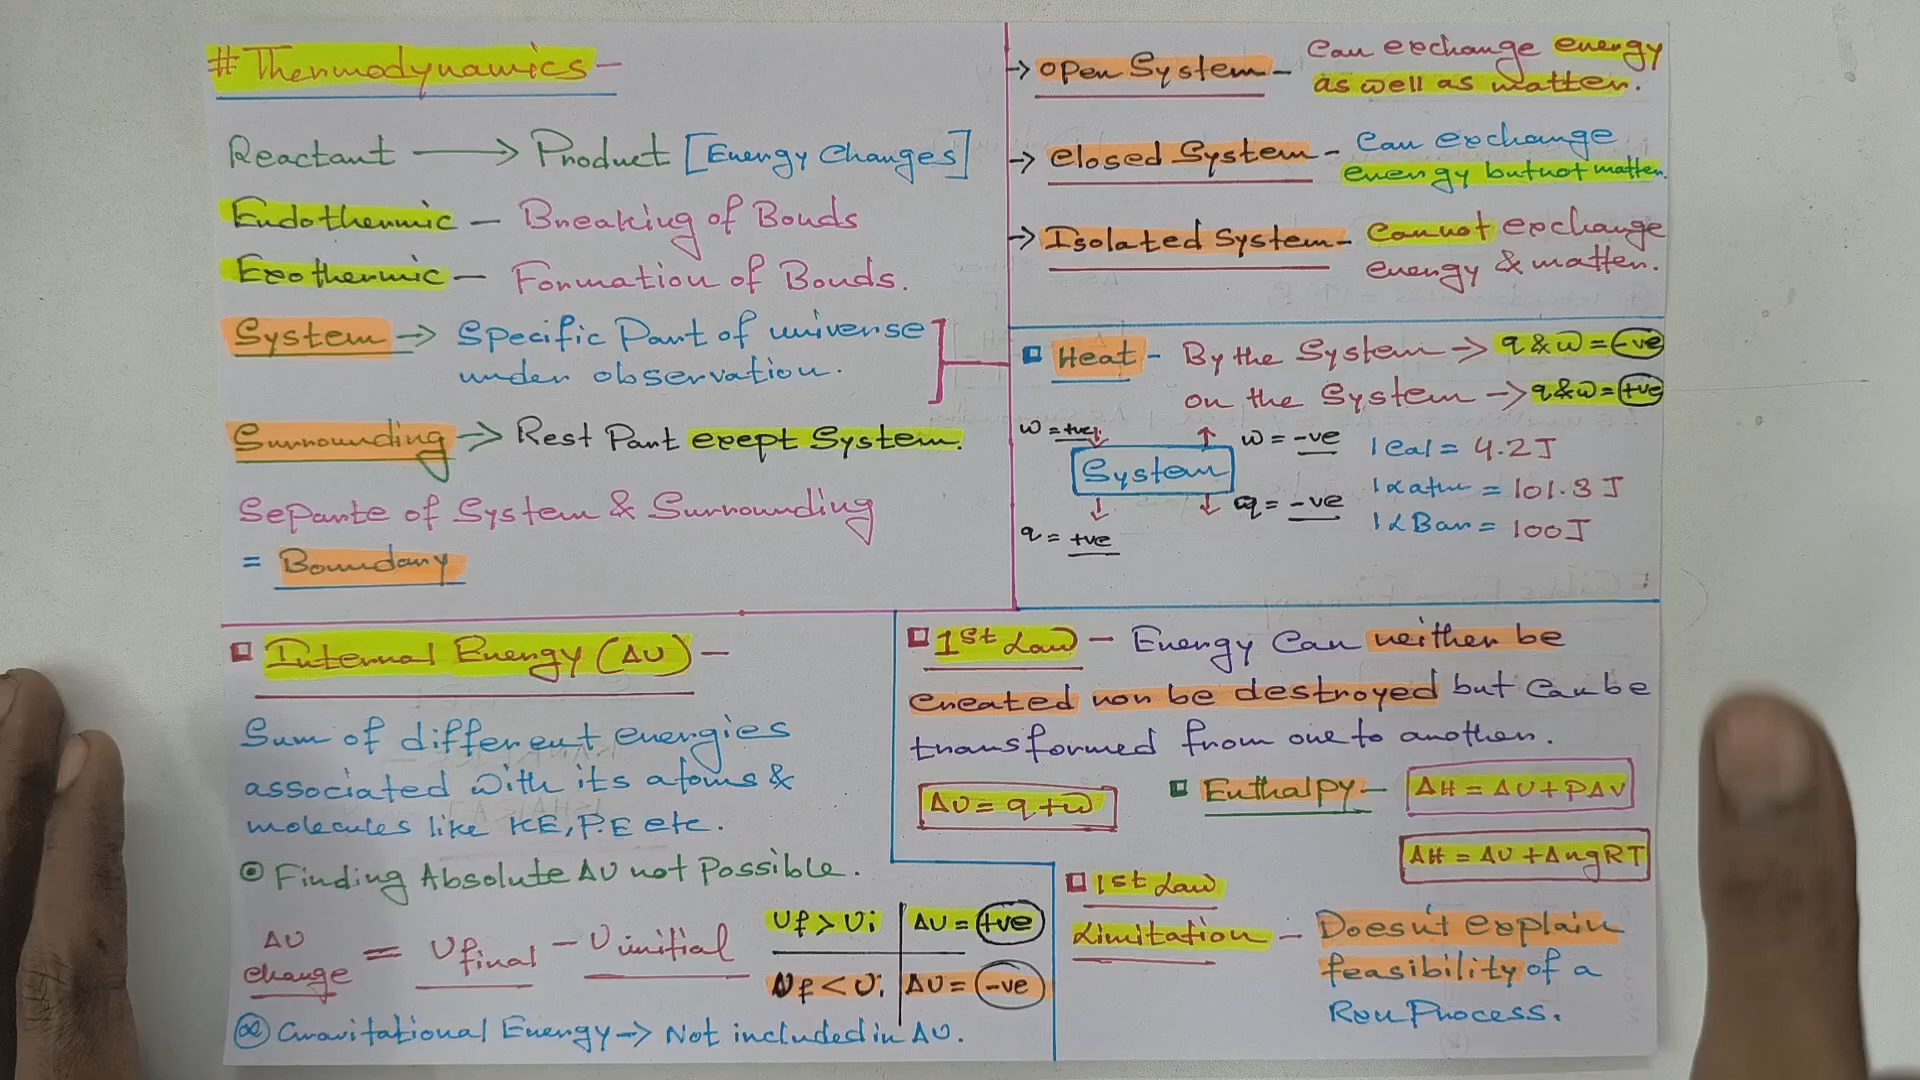 # Thermodynamics -
Reactant → Product [Energy Changes]
Endothermic - Breaking of Bonds
Exothermic - Formation of Bonds.
System → Specific Part of universe
under observation.
Surrounding → Rest Part exept System.
Separte of System & Surrounding
= Boundary
→ Open System - Can exchange energy
as well as matter.
→ Closed System - Can exchange
energy but not matter.
→ Isolated System - Cannot exchange
energy & matter.
Heat - By the System → q & w = -ve
on the System → q & w = +ve
w = +ve
w = -ve
System
q = -ve
q = +ve
1 Cal = 4.2 J
1 L atm = 101.3 J
1 L Bar = 100 J
Internal Energy (ΔU) -
Sum of different energies
associated with its atoms &
molecules like KE, P.E etc.
Finding Absolute ΔU not Possible.
ΔU change = U final - U initial
Uf > Ui | ΔU = +ve
Uf < Ui | ΔU = -ve
Gravitational Energy → Not included in ΔU.
1st Law - Energy Can neither be
created nor be destroyed but Can be
transformed from one to another.
ΔU = q + w
Enthalpy - ΔH = ΔU + PΔV
ΔH = ΔU + ΔngRT
1st Law
Limitation - Doesn't explain
feasibility of a
Rxn Process.